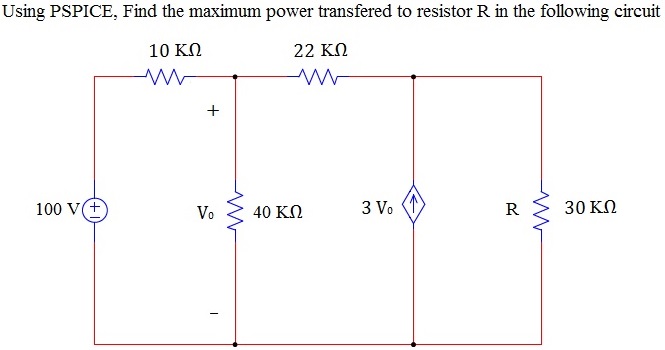 Using PSPICE, Find the maximum power transfered to resistor R in the following circuit
10 KΩ 22 KΩ
+
100 V + Vo 40 KΩ 3 Vo R 30 KΩ
–